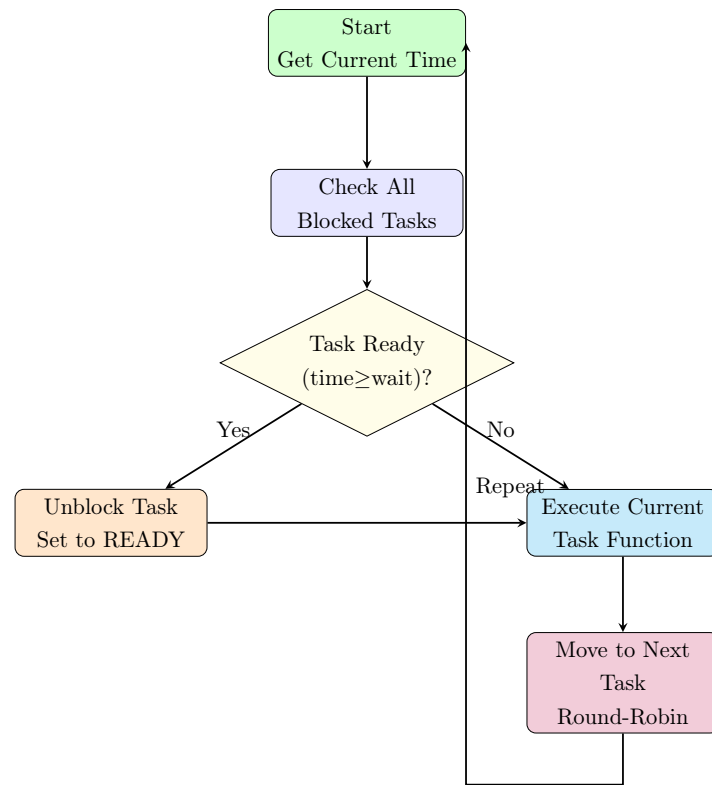 Start
Get Current Time
Check All
Blocked Tasks
Task Ready
(time≥wait)?
Yes
No
Repeat
Unblock Task
Set to READY
Execute Current
Task Function
Move to Next
Task
Round-Robin